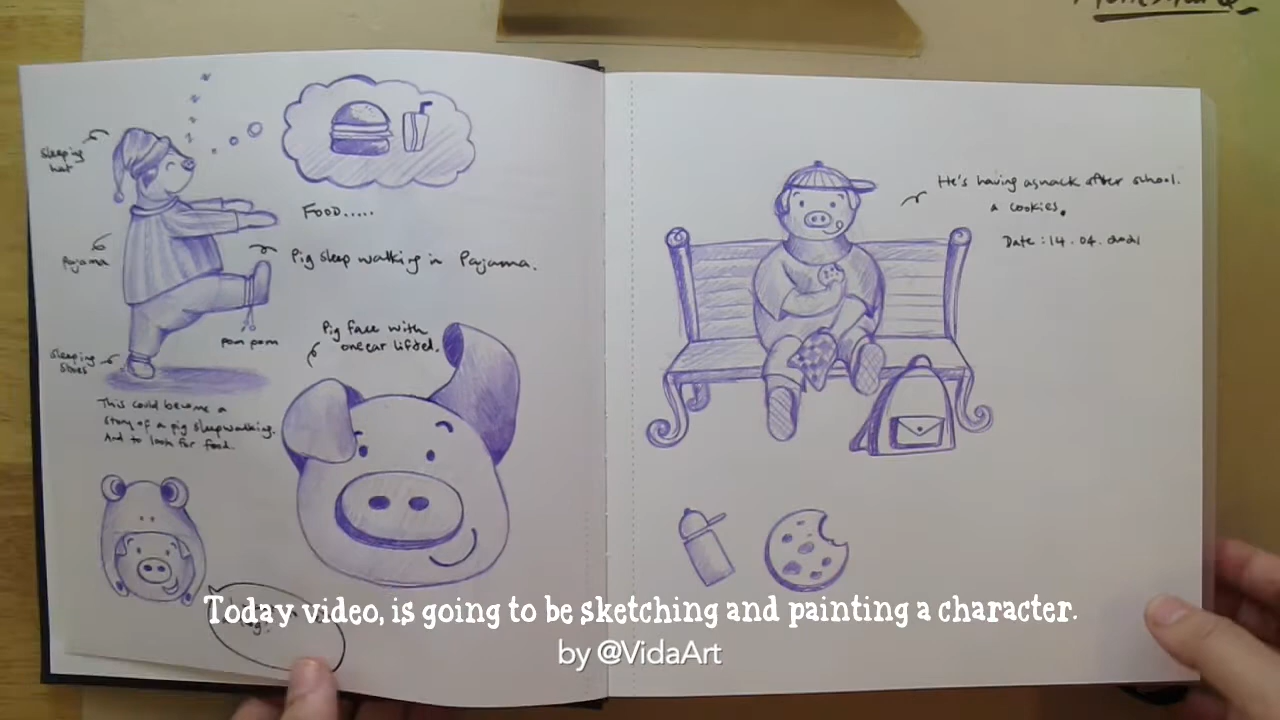 Sleeping
hat
Food.....
Pajama
Pig sleep walking in Pajama.
pom pom
Sleeping
shoes
Pig face with
one ear lifted.
This could become a
story of a pig sleepwalking.
And to look for food.
He's having a snack after school.
a cookies.
Date : 14 . 04 .
Today video, is going to be sketching and painting a character.
by @VidaArt